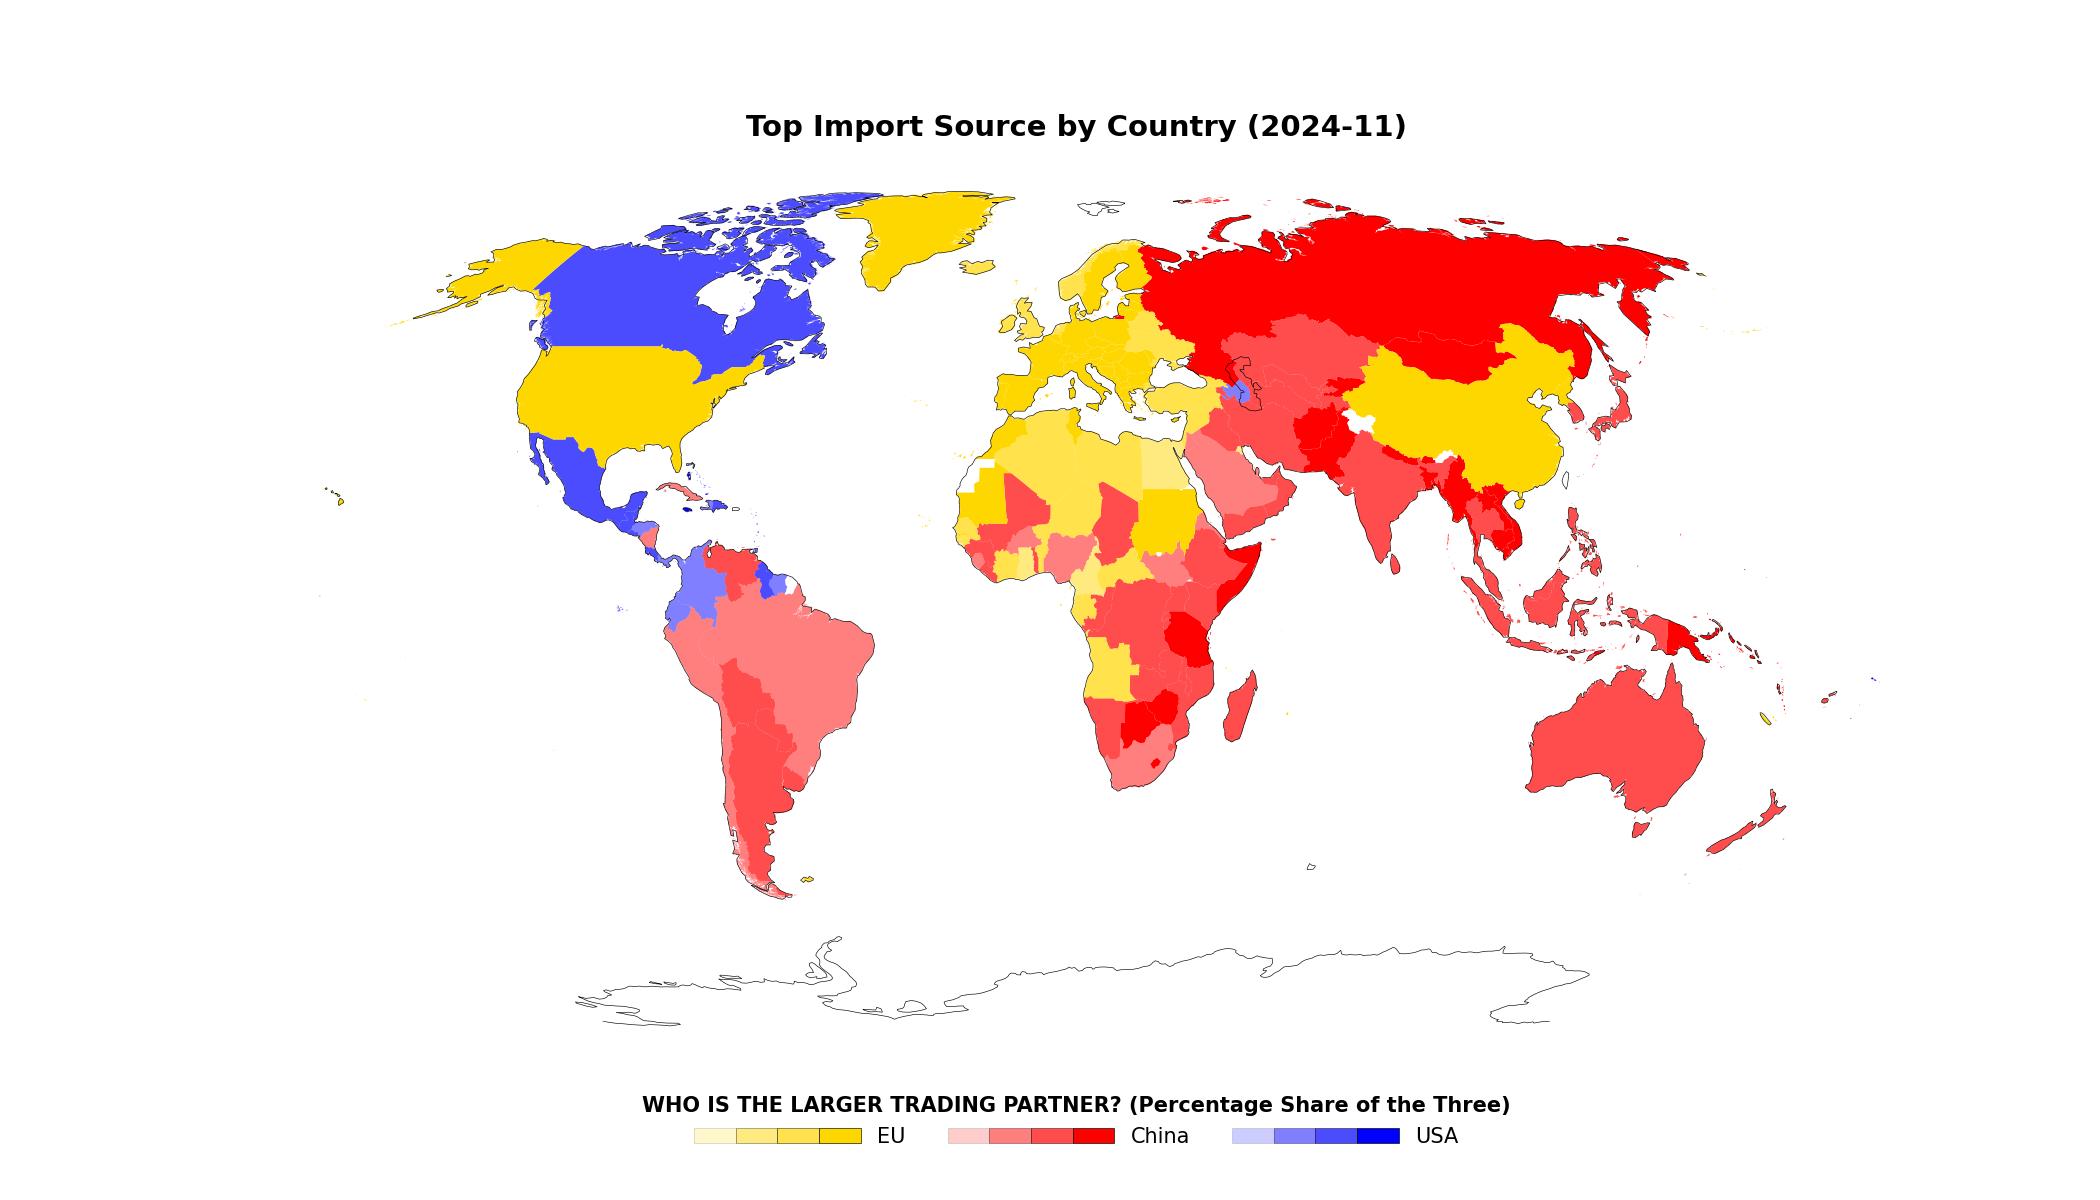 Top Import Source by Country (2024-11)
WHO IS THE LARGER TRADING PARTNER? (Percentage Share of the Three)
EU China USA